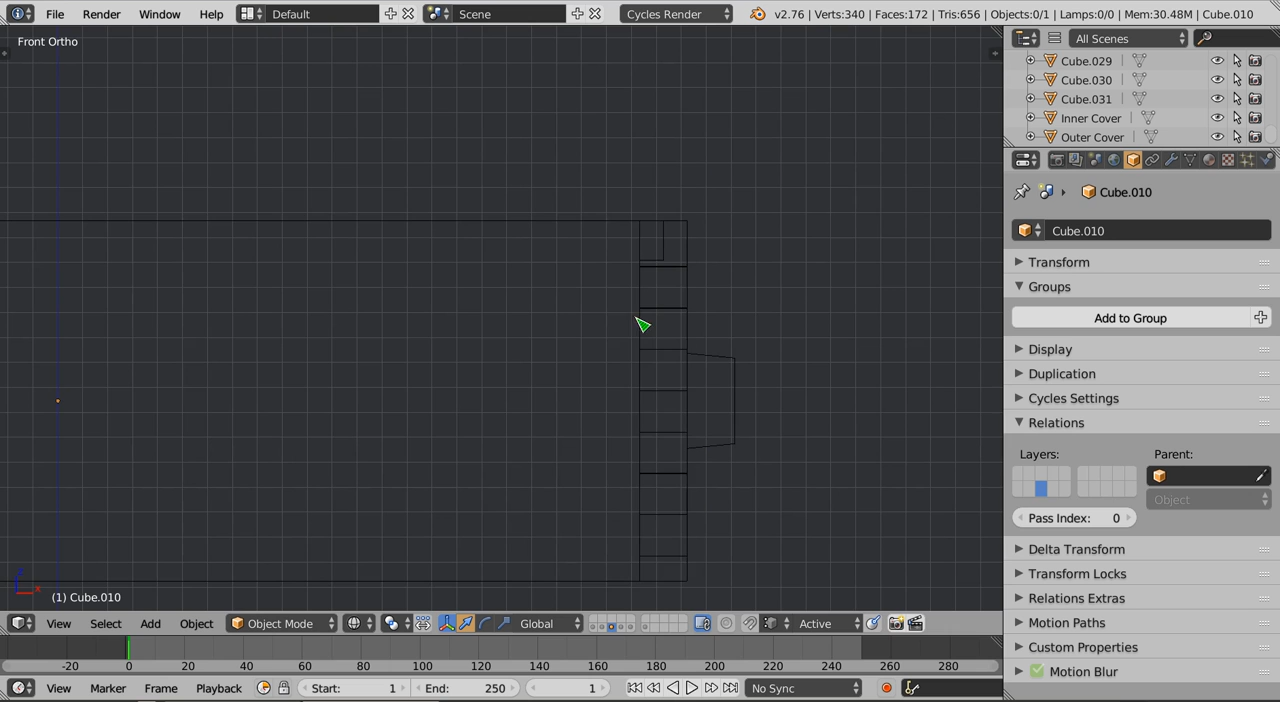 File Render Window Help Default Scene Cycles Render v2.76 | Verts:340 | Faces:172 | Tris:656 | Objects:0/1 | Lamps:0/0 | Mem:30.48M | Cube.010
Front Ortho
All Scenes
Cube.029
Cube.030
Cube.031
Inner Cover
Outer Cover
Cube.010
Cube.010
Transform
Groups
Add to Group
Display
Duplication
Cycles Settings
Relations
Layers: Parent:
Object
Pass Index: 0
Delta Transform
Transform Locks
Relations Extras
Motion Paths
Custom Properties
Motion Blur
z
x
(1) Cube.010
View Select Add Object Object Mode Global Active
-20 0 20 40 60 80 100 120 140 160 180 200 220 240 260 280
View Marker Frame Playback Start: 1 End: 250 1 No Sync